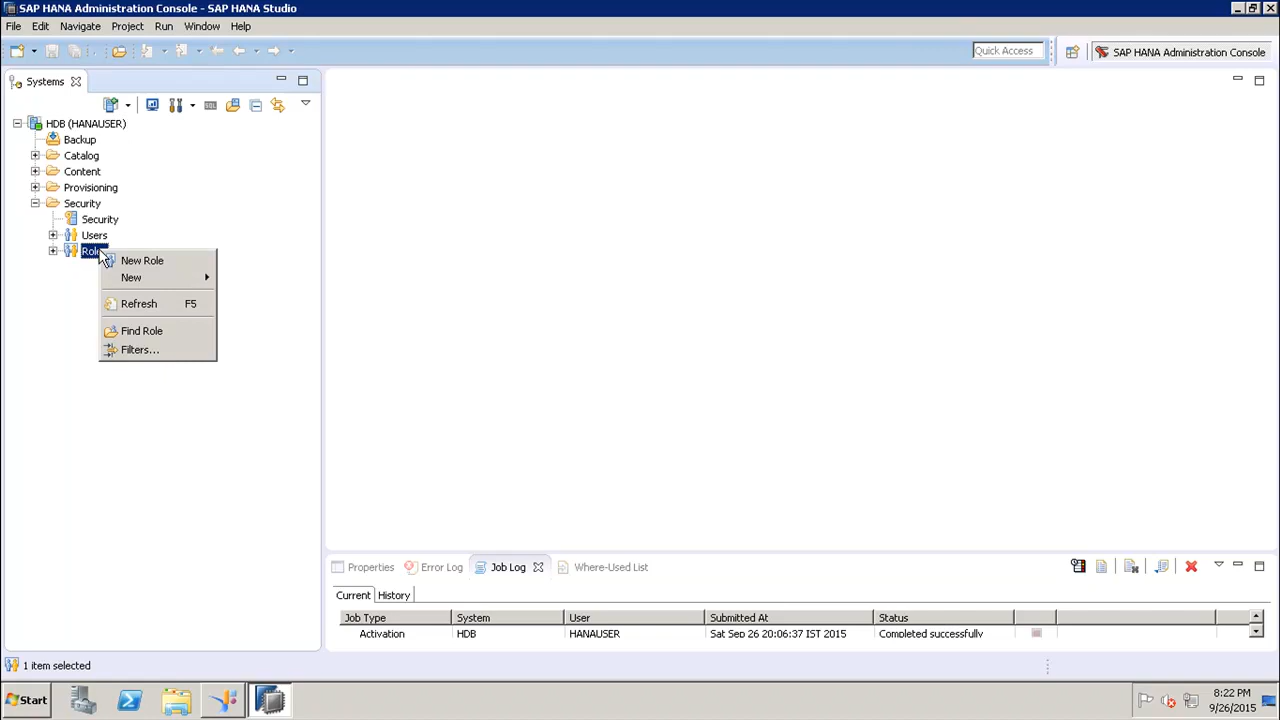 SAP HANA Administration Console - SAP HANA Studio
File Edit Navigate Project Run Window Help
Quick Access
SAP HANA Administration Console
Systems
HDB (HANAUSER)
Backup
Catalog
Content
Provisioning
Security
Security
Users
New Role
New
Refresh F5
Find Role
Filters...
Properties Error Log Job Log Where-Used List
Current History
Job Type System User Submitted At Status
Activation HDB HANAUSER Sat Sep 26 20:06:37 IST 2015 Completed successfully
1 item selected
Start
8:22 PM
9/26/2015